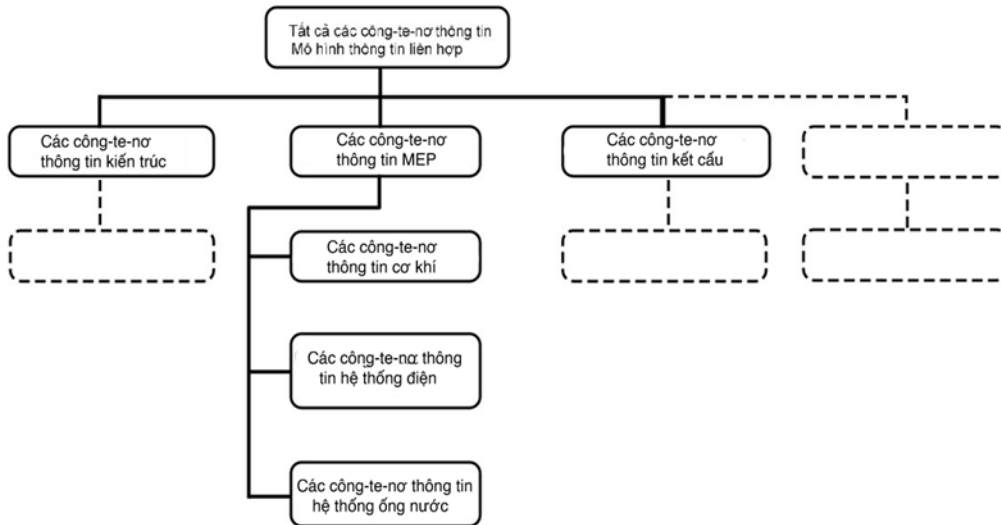 Tất cả các công-te-nơ thông tin
Mô hình thông tin liên hợp
Các công-te-nơ
thông tin kiến trúc
Các công-te-nơ
thông tin MEP
Các công-te-nơ
thông tin kết cấu
Các công-te-nơ
thông tin cơ khí
Các công-te-nơ thông
tin hệ thống điện
Các công-te-nơ thông tin
hệ thống ống nước